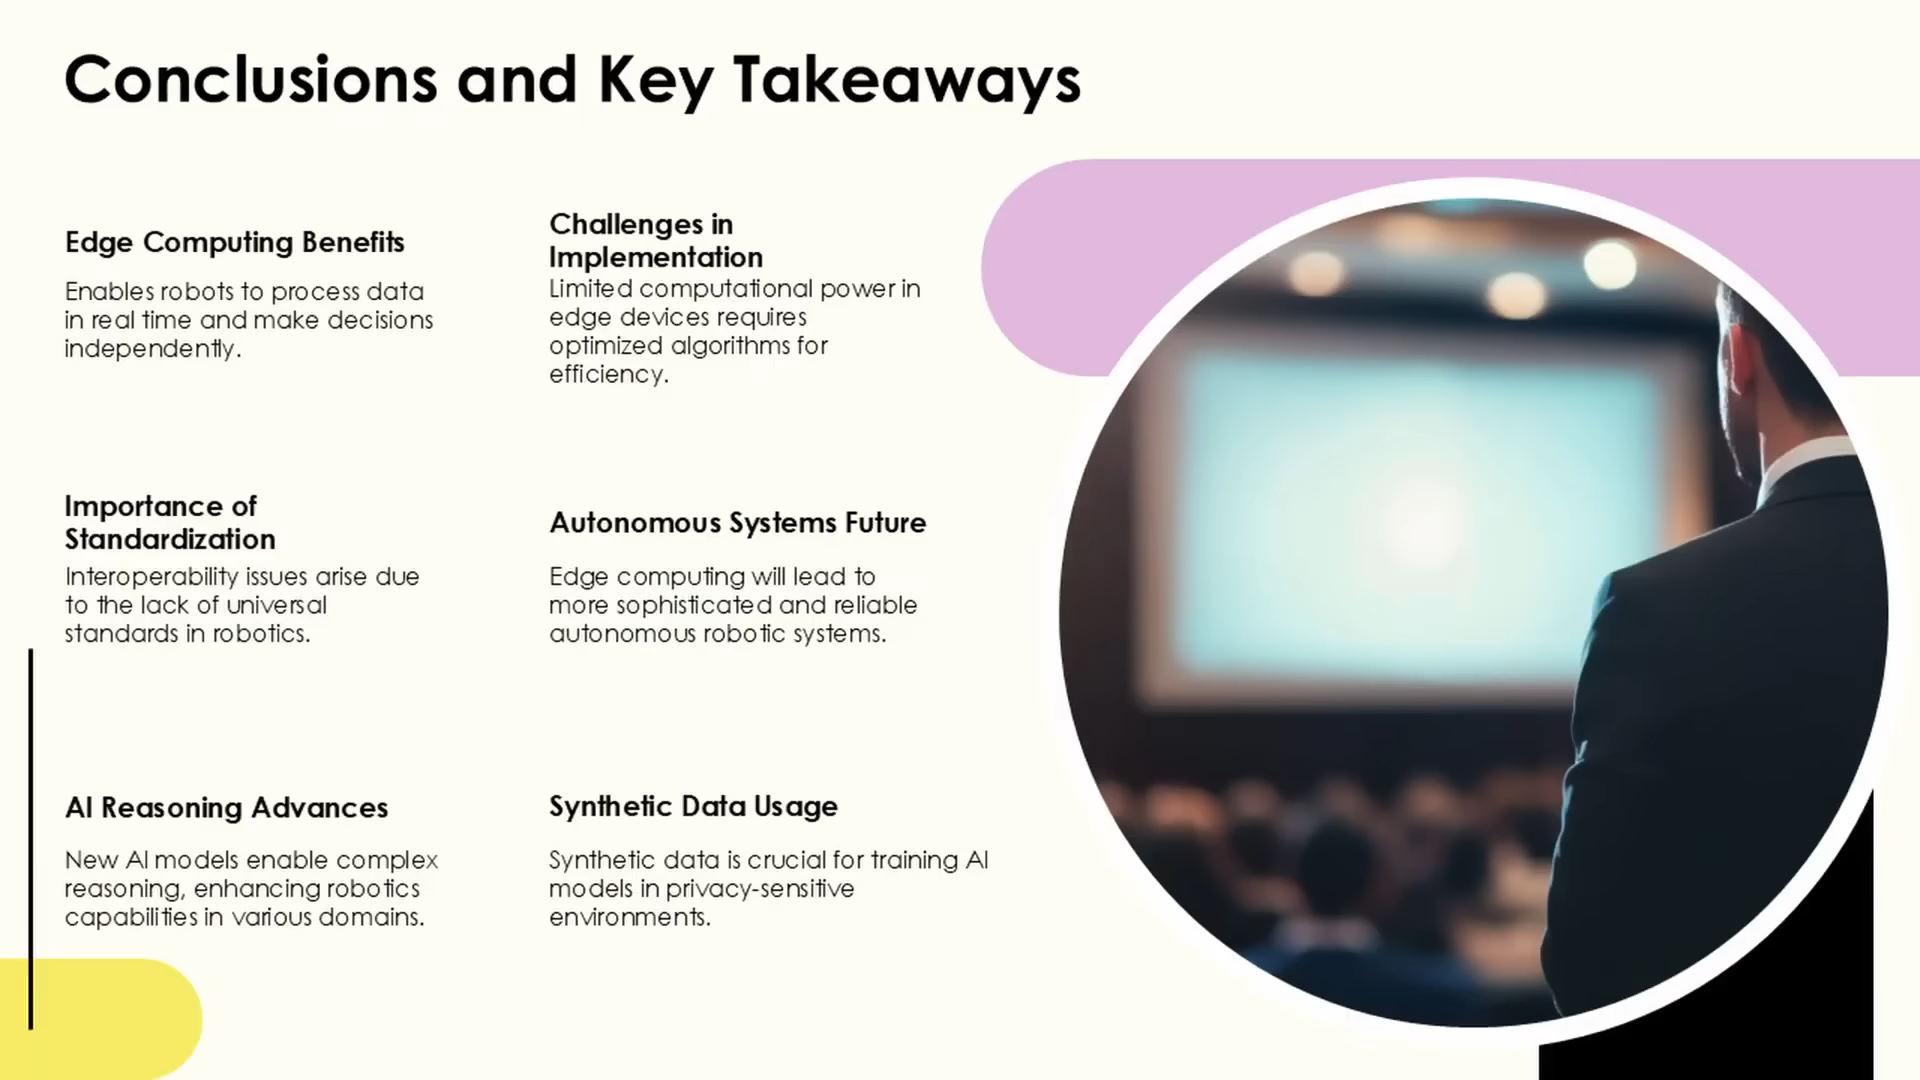 Conclusions and Key Takeaways
Edge Computing Benefits
Enables robots to process data
in real time and make decisions
independently.
Challenges in
Implementation
Limited computational power in
edge devices requires
optimized algorithms for
efficiency.
Importance of
Standardization
Interoperability issues arise due
to the lack of universal
standards in robotics.
Autonomous Systems Future
Edge computing will lead to
more sophisticated and reliable
autonomous robotic systems.
AI Reasoning Advances
New AI models enable complex
reasoning, enhancing robotics
capabilities in various domains.
Synthetic Data Usage
Synthetic data is crucial for training AI
models in privacy-sensitive
environments.